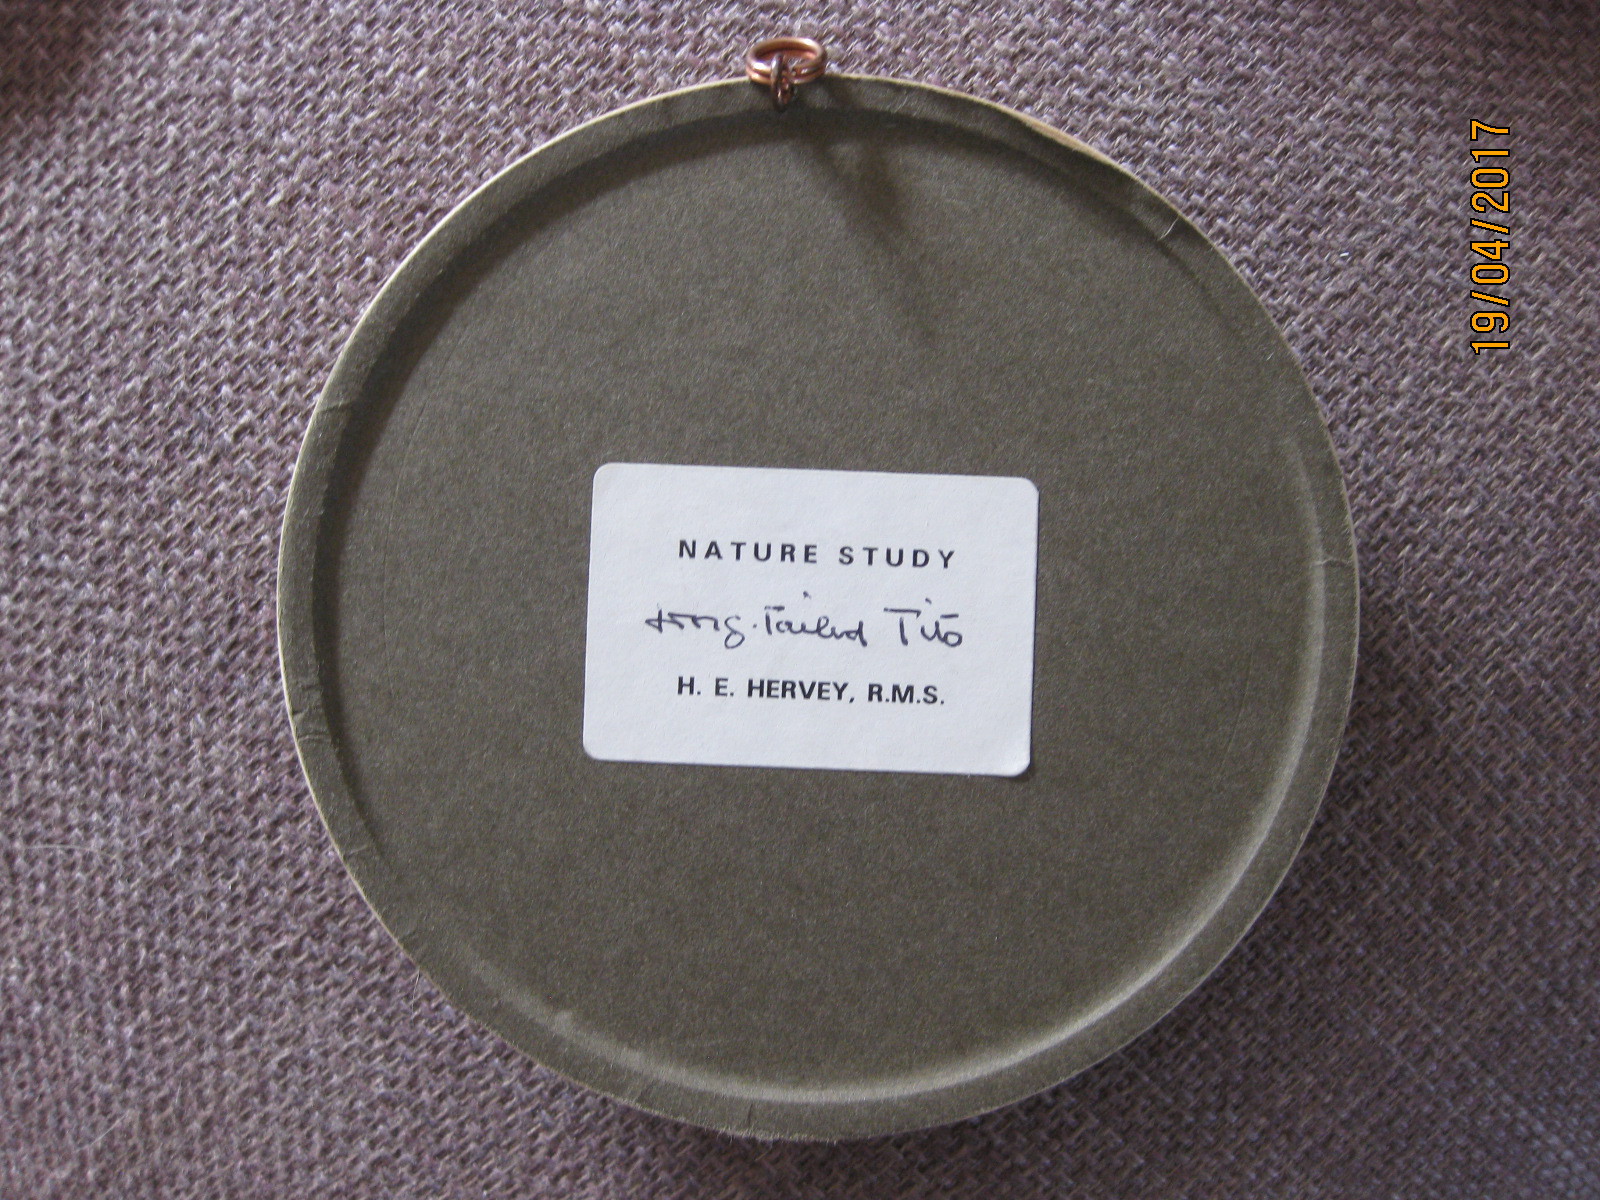 NATURE STUDY
Long-Tailed Tits
H. E. HERVEY, R.M.S.
19/04/2017